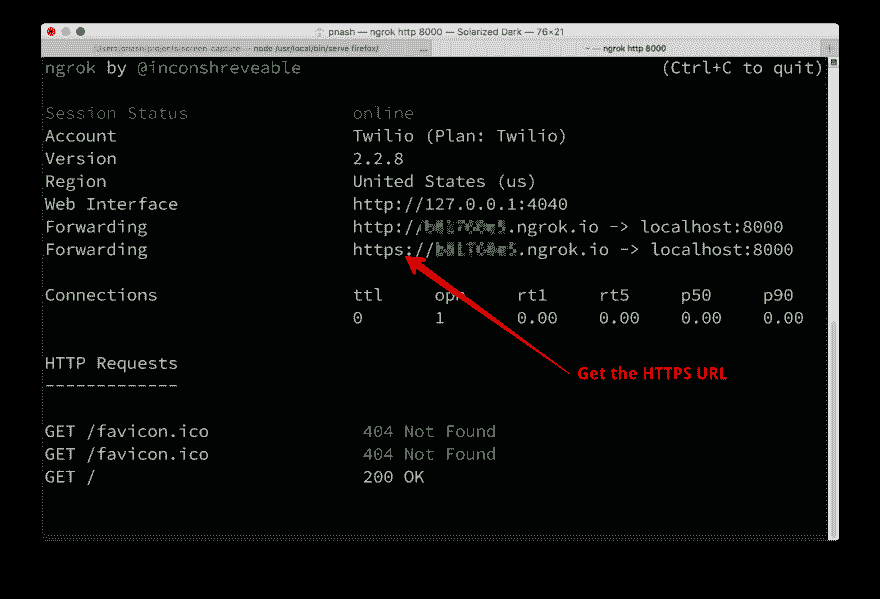 pnash — ngrok http 8000 — Solarized Dark — 76×21
node /usr/local/bin/serve firefox/ ...
~ — ngrok http 8000
ngrok by @inconshreveable (Ctrl+C to quit)
Session Status online
Account Twilio (Plan: Twilio)
Version 2.2.8
Region United States (us)
Web Interface http://127.0.0.1:4040
Forwarding http:// .ngrok.io -> localhost:8000
Forwarding https:// .ngrok.io -> localhost:8000
Connections ttl opn rt1 rt5 p50 p90
0 1 0.00 0.00 0.00 0.00
Get the HTTPS URL
HTTP Requests
-------------
GET /favicon.ico 404 Not Found
GET /favicon.ico 404 Not Found
GET / 200 OK